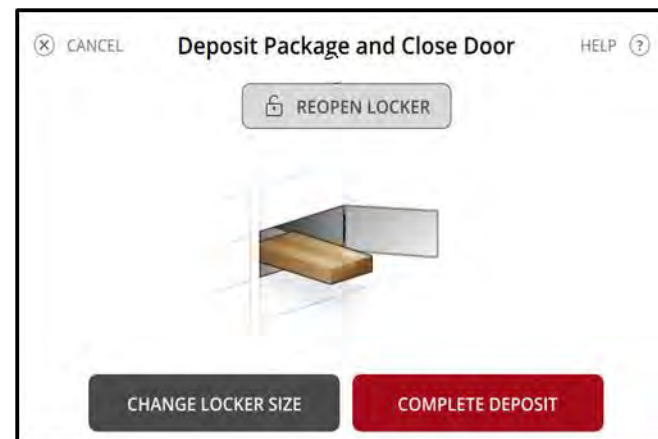 CANCEL
Deposit Package and Close Door
HELP ?
REOPEN LOCKER
CHANGE LOCKER SIZE
COMPLETE DEPOSIT